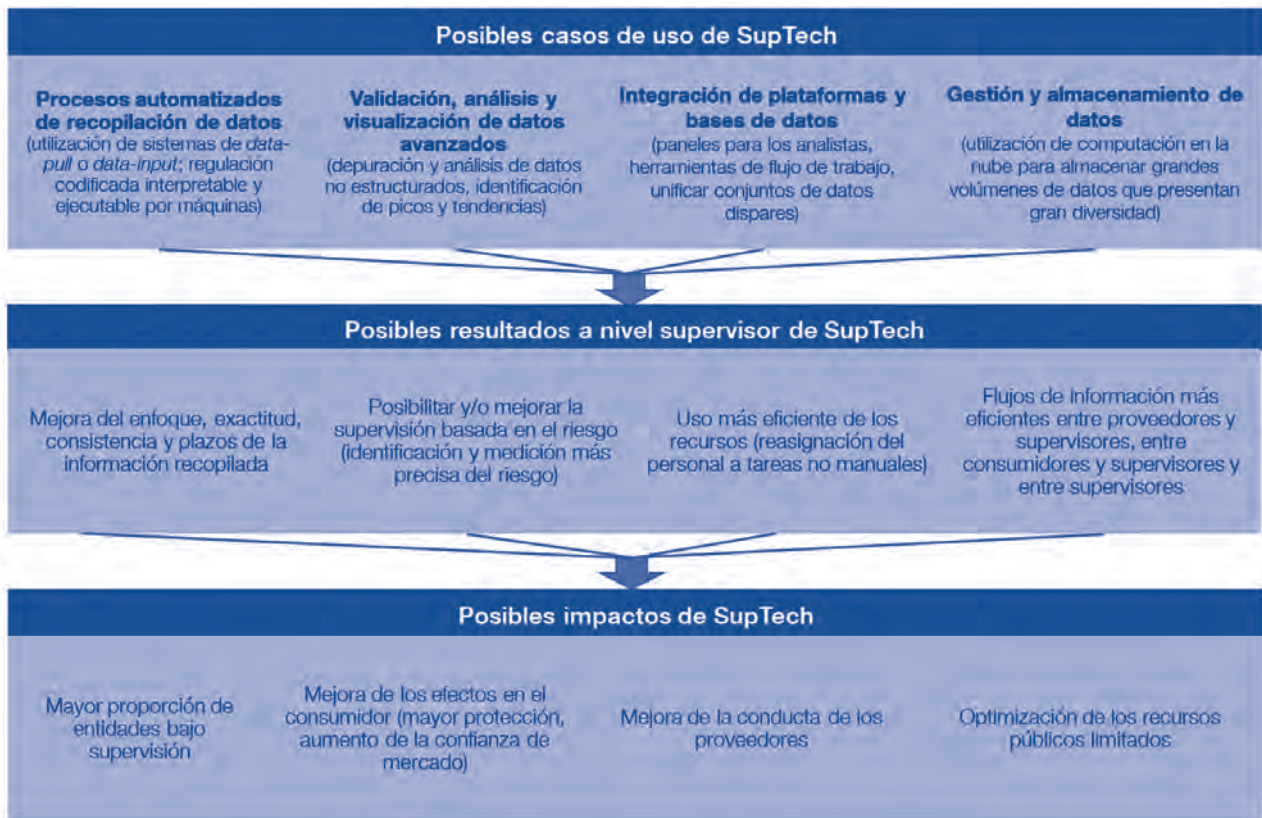 Posibles casos de uso de SupTech
Procesos automatizados
de recopilación de datos
(utilización de sistemas de data-
pull o data-input; regulación
codificada interpretable y
ejecutable por máquinas)
Validación, análisis y
visualización de datos
avanzados
(depuración y análisis de datos
no estructurados, identificación
de picos y tendencias)
Integración de plataformas y
bases de datos
(paneles para los analistas,
herramientas de flujo de trabajo,
unificar conjuntos de datos
dispares)
Gestión y almacenamiento de
datos
(utilización de computación en la
nube para almacenar grandes
volúmenes de datos que presentan
gran diversidad)
Posibles resultados a nivel supervisor de SupTech
Mejora del enfoque, exactitud,
consistencia y plazos de la
información recopilada
Posibilitar y/o mejorar la
supervisión basada en el riesgo
(identificación y medición más
precisa del riesgo)
Uso más eficiente de los
recursos (reasignación del
personal a tareas no manuales)
Flujos de información más
eficientes entre proveedores y
supervisores, entre
consumidores y supervisores y
entre supervisores
Posibles impactos de SupTech
Mayor proporción de
entidades bajo
supervisión
Mejora de los efectos en el
consumidor (mayor protección,
aumento de la confianza de
mercado)
Mejora de la conducta de los
proveedores
Optimización de los recursos
públicos limitados